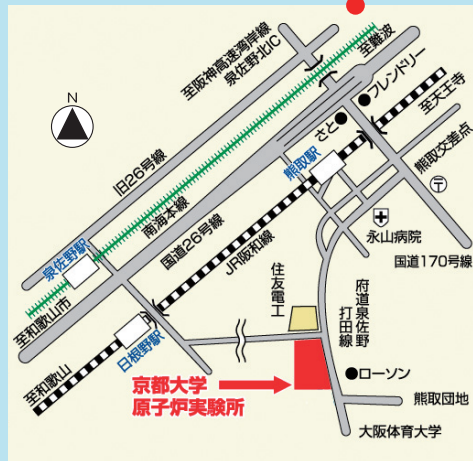 至阪神高速湾岸線
泉佐野北IC
至難波
N
フレンドリー
さと
至天王寺
旧26号線
熊取駅
熊取交差点
南海本線
〒
国道26号線
永山病院
泉佐野駅
JR阪和線
国道170号線
住友電工
府道泉佐野
打田線
至和歌山市
日根野駅
至和歌山
京都大学
原子炉実験所
ローソン
熊取団地
大阪体育大学